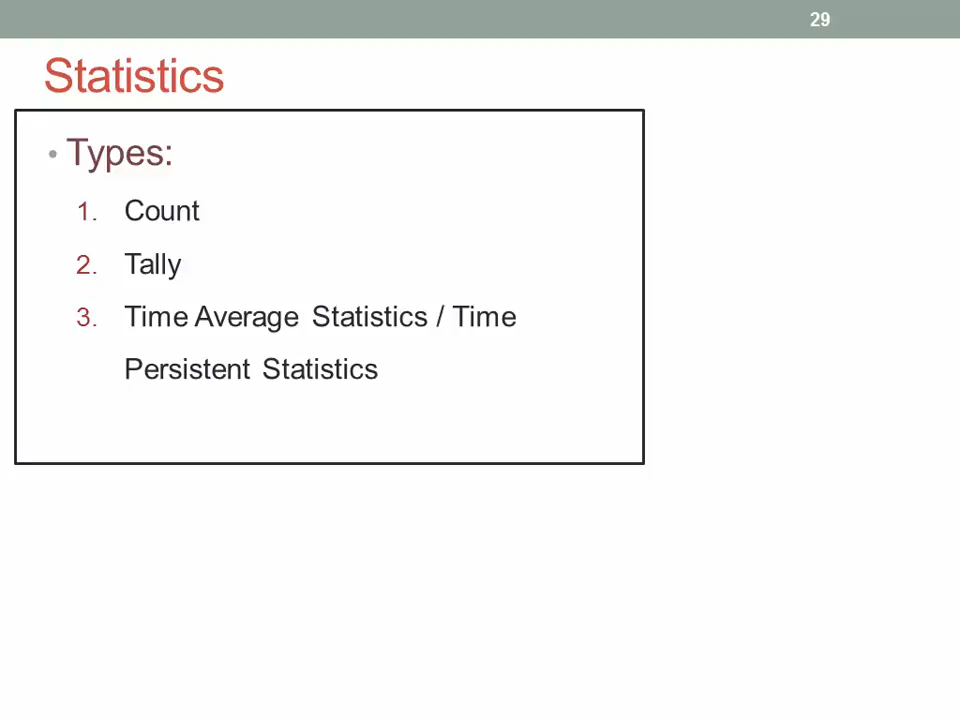 29
Statistics
• Types:
1. Count
2. Tally
3. Time Average Statistics / Time
Persistent Statistics